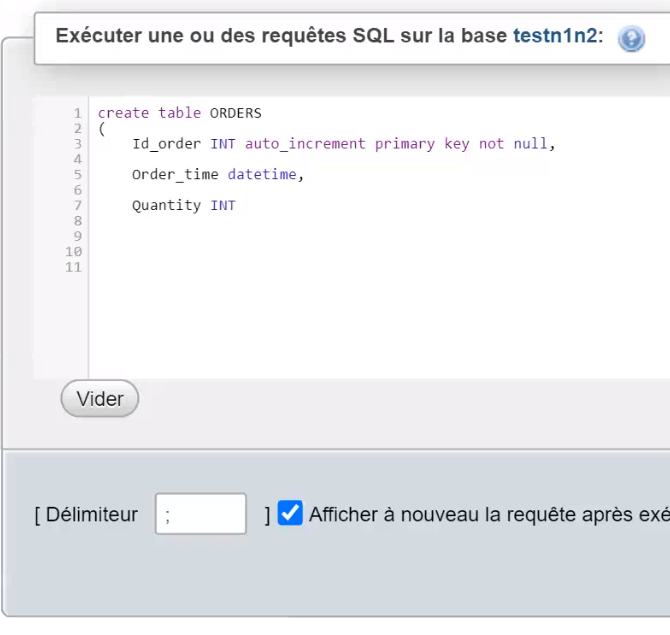 Exécuter une ou des requêtes SQL sur la base testn1n2:
1 create table ORDERS
2 (
3 Id_order INT auto_increment primary key not null,
4
5 Order_time datetime,
6
7 Quantity INT
8
9
10
11
Vider
[ Délimiteur ; ] Afficher à nouveau la requête après exé